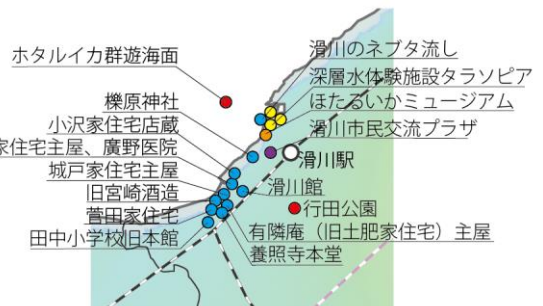 ホタルイカ群遊海面
櫟原神社
小沢家住宅店蔵
家住宅主屋、廣野医院
城戸家住宅主屋
旧宮崎酒造
菅田家住宅
田中小学校旧本館
滑川のネブタ流し
深層水体験施設タラソピア
ほたるいかミュージアム
滑川市民交流プラザ
滑川駅
滑川館
行田公園
有隣庵（旧土肥家住宅）主屋
養照寺本堂